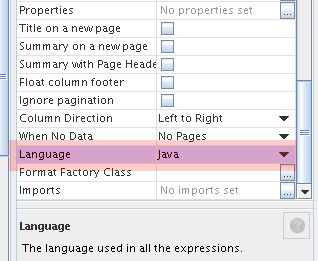 Properties No properties set ...
Title on a new page
Summary on a new page
Summary with Page Heade
Float column footer
Ignore pagination
Column Direction Left to Right
When No Data No Pages
Language Java
Format Factory Class ...
Imports No imports set ...
Language
?
The language used in all the expressions.